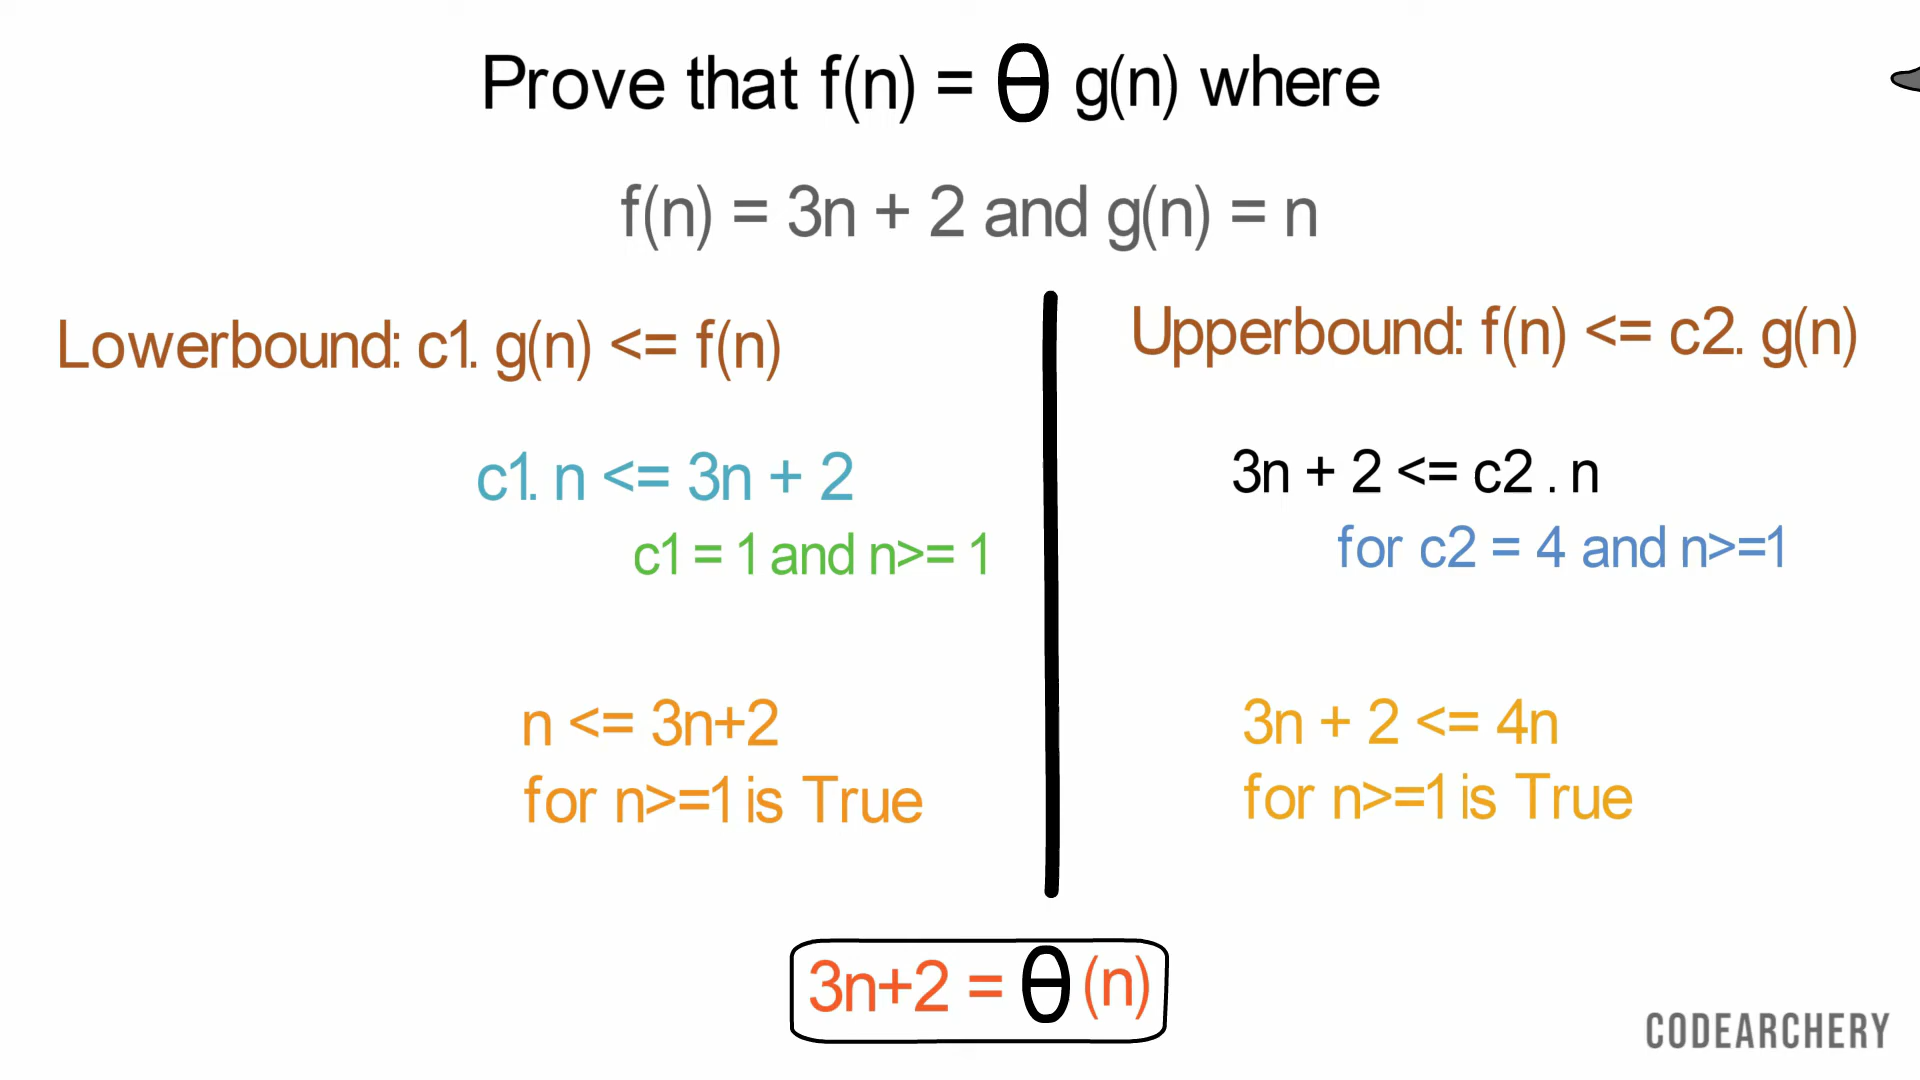 Prove that f(n) = θ g(n) where
f(n) = 3n + 2 and g(n) = n
Lowerbound: c1. g(n) <= f(n)
c1. n <= 3n + 2
c1 = 1 and n>= 1
n <= 3n+2
for n>=1 is True
Upperbound: f(n) <= c2. g(n)
3n + 2 <= c2 . n
for c2 = 4 and n>=1
3n + 2 <= 4n
for n>=1 is True
3n+2 = θ (n)
CODEARCHERY